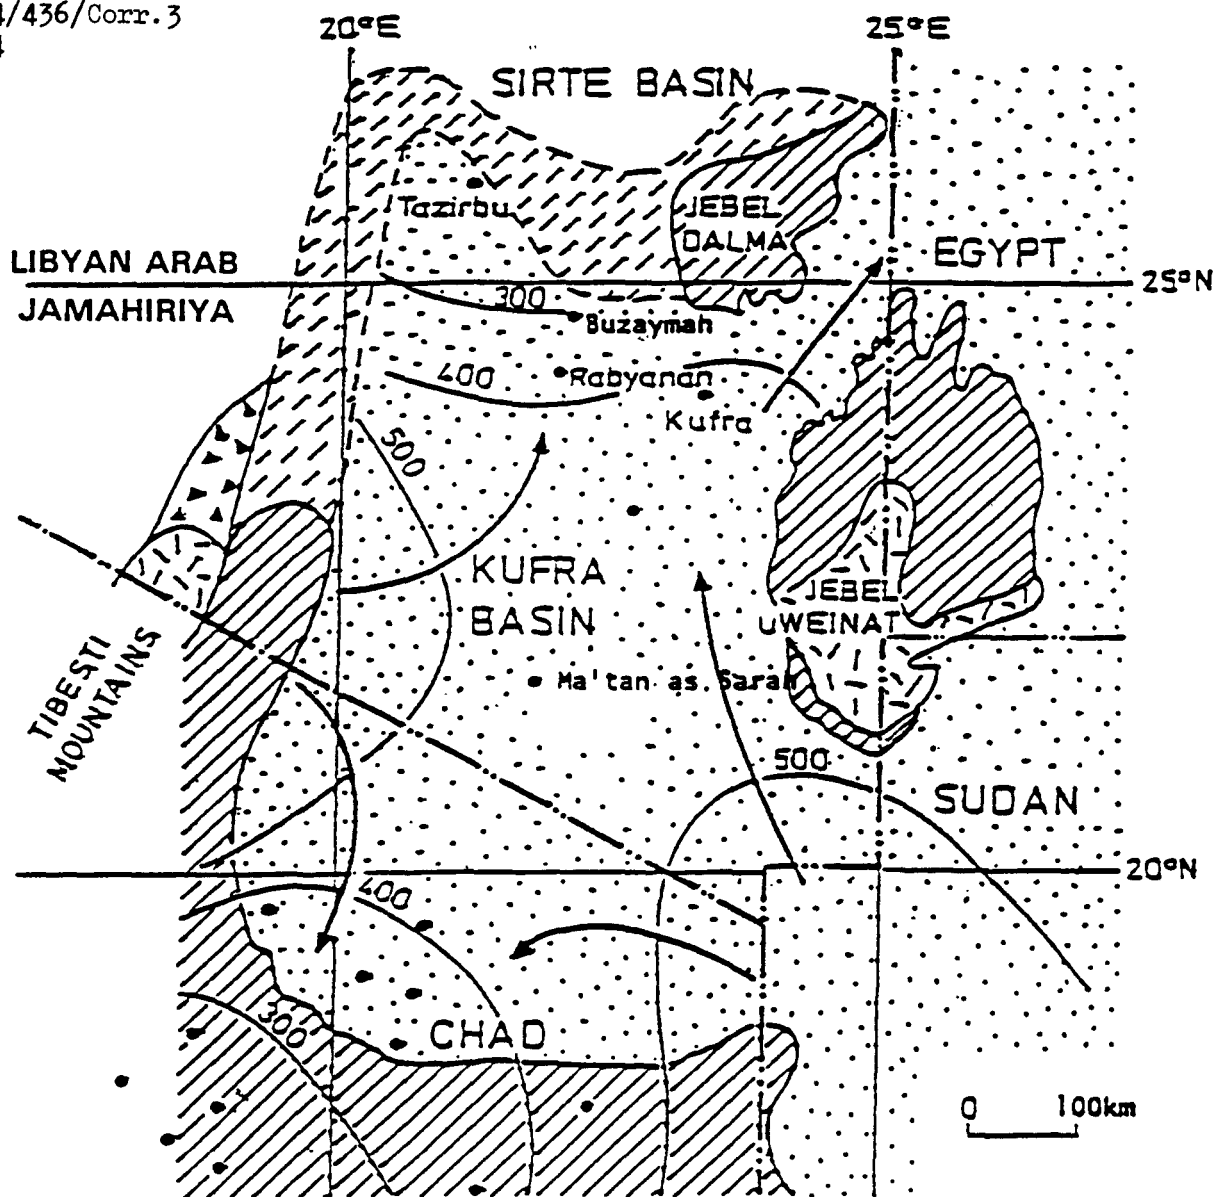 4/436/Corr.3
4
20°E
25°E
SIRTE BASIN
Tazirbu
JEBEL
DALMA
LIBYAN ARAB
JAMAHIRIYA
EGYPT
25°N
300
Buzaymah
400
Rabyanan
Kufra
500
KUFRA
BASIN
JEBEL
UWEINAT
TIBESTI
MOUNTAINS
Ma'tan as Sarah
500
SUDAN
20°N
400
300
CHAD
0 100km